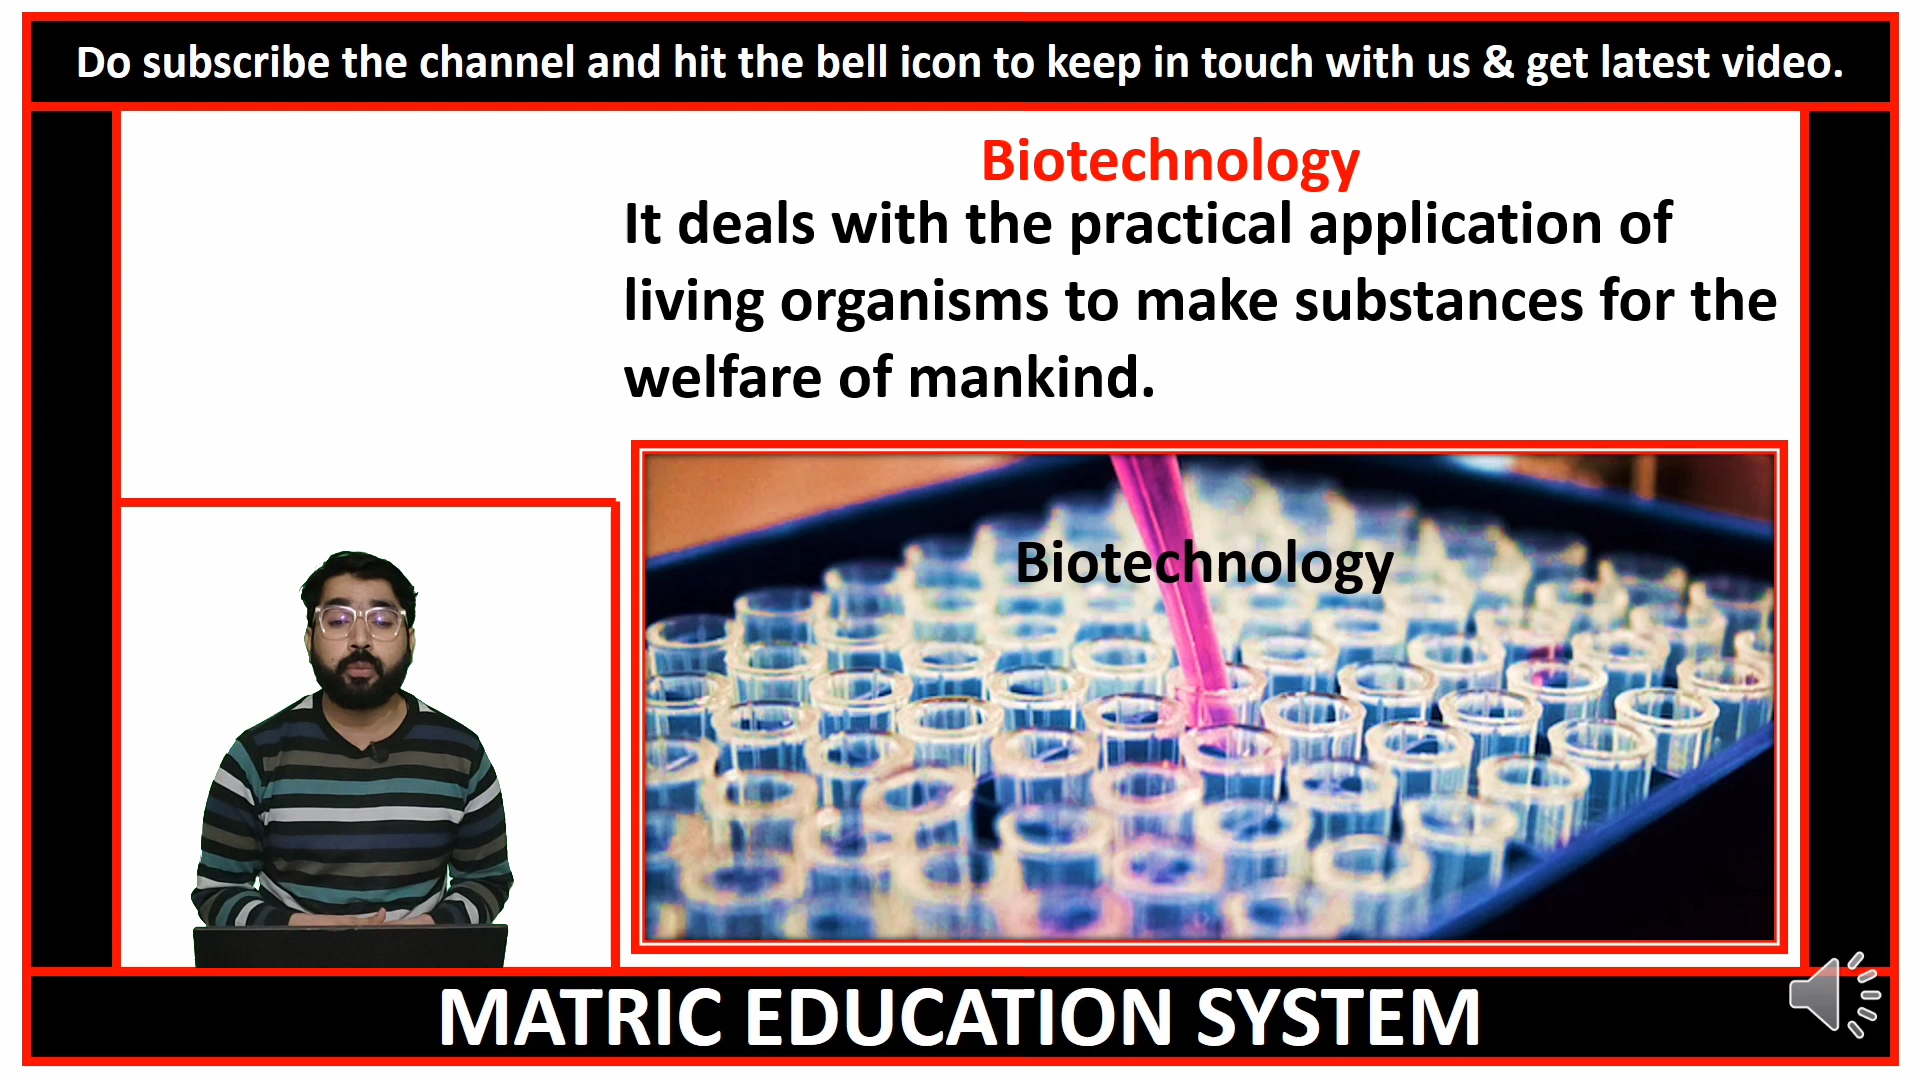 Do subscribe the channel and hit the bell icon to keep in touch with us & get latest video.
Biotechnology
It deals with the practical application of
living organisms to make substances for the
welfare of mankind.
Biotechnology
MATRIC EDUCATION SYSTEM